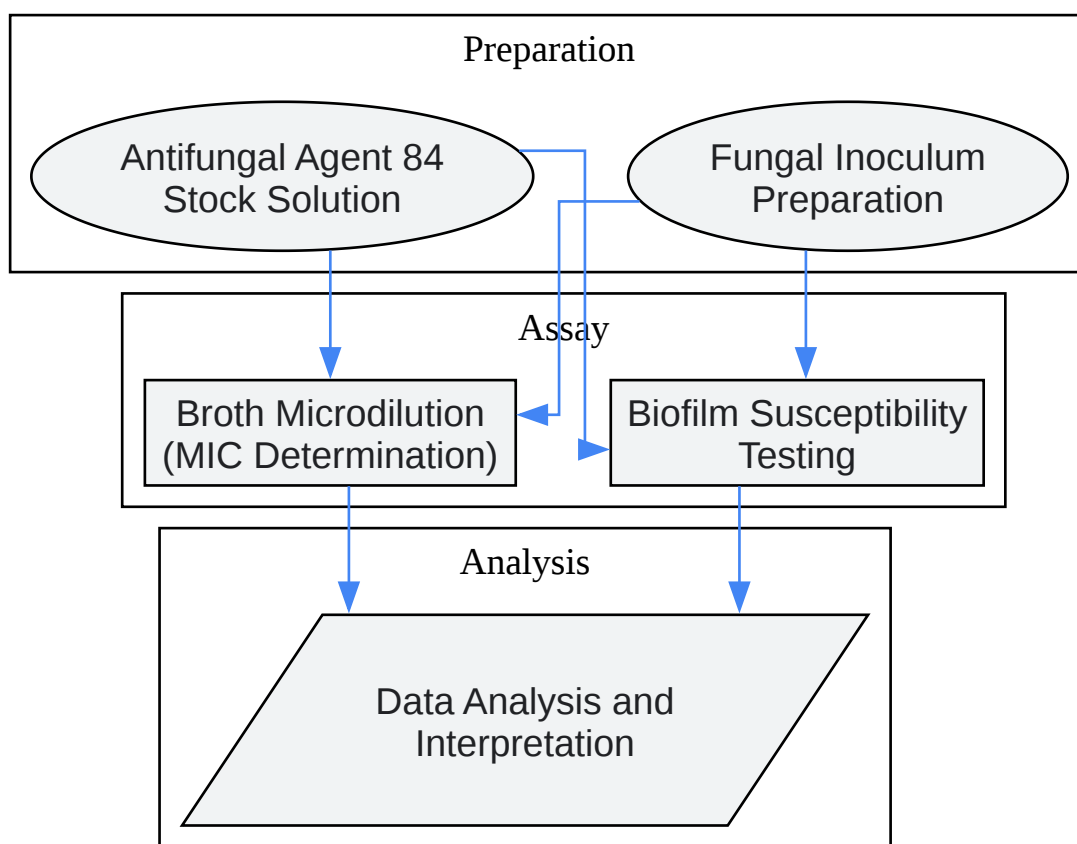 Preparation
Antifungal Agent 84
Stock Solution
Fungal Inoculum
Preparation
Assay
Broth Microdilution
(MIC Determination)
Biofilm Susceptibility
Testing
Analysis
Data Analysis and
Interpretation